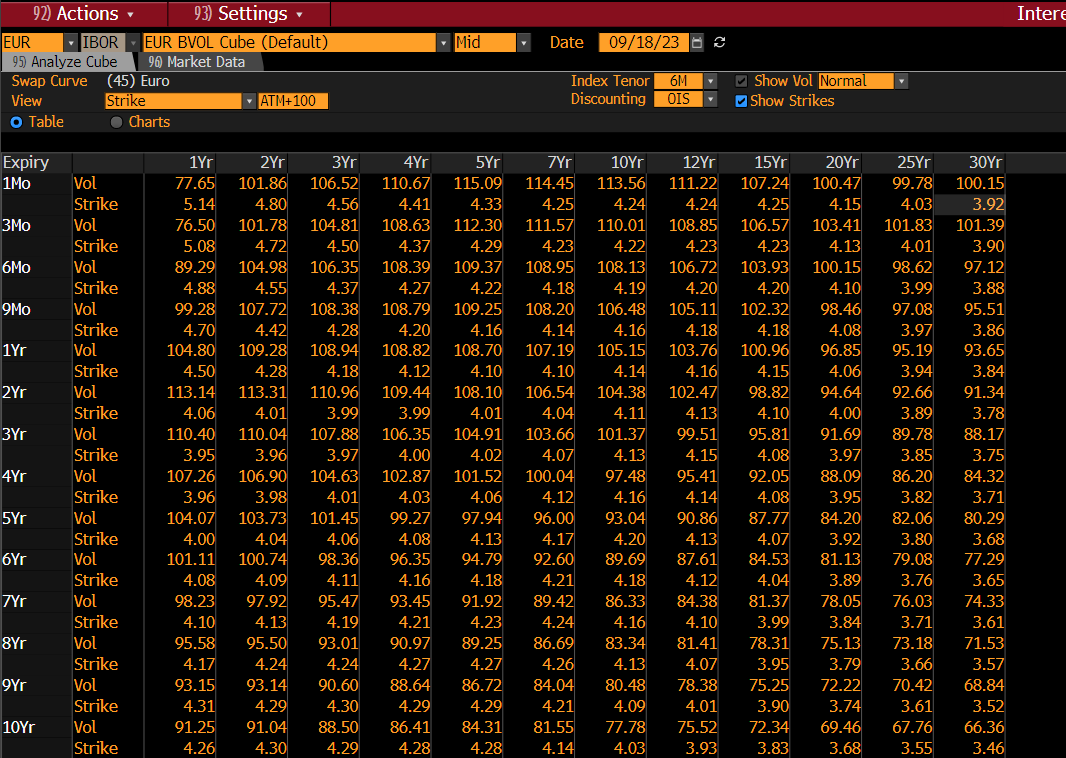 92) Actions 93) Settings Intere
EUR IBOR EUR BVOL Cube (Default) Mid Date 09/18/23
95) Analyze Cube 96) Market Data
Swap Curve (45) Euro Index Tenor 6M Show Vol Normal
View Strike ATM+100 Discounting OIS Show Strikes
Table Charts
Expiry 1Yr 2Yr 3Yr 4Yr 5Yr 7Yr 10Yr 12Yr 15Yr 20Yr 25Yr 30Yr
1Mo Vol 77.65 101.86 106.52 110.67 115.09 114.45 113.56 111.22 107.24 100.47 99.78 100.15
Strike 5.14 4.80 4.56 4.41 4.33 4.25 4.24 4.24 4.25 4.15 4.03 3.92
3Mo Vol 76.50 101.78 104.81 108.63 112.30 111.57 110.01 108.85 106.57 103.41 101.83 101.39
Strike 5.08 4.72 4.50 4.37 4.29 4.23 4.22 4.23 4.23 4.13 4.01 3.90
6Mo Vol 89.29 104.98 106.35 108.39 109.37 108.95 108.13 106.72 103.93 100.15 98.62 97.12
Strike 4.88 4.55 4.37 4.27 4.22 4.18 4.19 4.20 4.20 4.10 3.99 3.88
9Mo Vol 99.28 107.72 108.38 108.79 109.25 108.20 106.48 105.11 102.32 98.46 97.08 95.51
Strike 4.70 4.42 4.28 4.20 4.16 4.14 4.16 4.18 4.18 4.08 3.97 3.86
1Yr Vol 104.80 109.28 108.94 108.82 108.70 107.19 105.15 103.76 100.96 96.85 95.19 93.65
Strike 4.50 4.28 4.18 4.12 4.10 4.10 4.14 4.16 4.15 4.06 3.94 3.84
2Yr Vol 113.14 113.31 110.96 109.44 108.10 106.54 104.38 102.47 98.82 94.64 92.66 91.34
Strike 4.06 4.01 3.99 3.99 4.01 4.04 4.11 4.13 4.10 4.00 3.89 3.78
3Yr Vol 110.40 110.04 107.88 106.35 104.91 103.66 101.37 99.51 95.81 91.69 89.78 88.17
Strike 3.95 3.96 3.97 4.00 4.02 4.07 4.13 4.15 4.08 3.97 3.85 3.75
4Yr Vol 107.26 106.90 104.63 102.87 101.52 100.04 97.48 95.41 92.05 88.09 86.20 84.32
Strike 3.96 3.98 4.01 4.03 4.06 4.12 4.16 4.14 4.08 3.95 3.82 3.71
5Yr Vol 104.07 103.73 101.45 99.27 97.94 96.00 93.04 90.86 87.77 84.20 82.06 80.29
Strike 4.00 4.04 4.06 4.08 4.13 4.17 4.20 4.13 4.07 3.92 3.80 3.68
6Yr Vol 101.11 100.74 98.36 96.35 94.79 92.60 89.69 87.61 84.53 81.13 79.08 77.29
Strike 4.08 4.09 4.11 4.16 4.18 4.21 4.18 4.12 4.04 3.89 3.76 3.65
7Yr Vol 98.23 97.92 95.47 93.45 91.92 89.42 86.33 84.38 81.37 78.05 76.03 74.33
Strike 4.10 4.13 4.19 4.21 4.23 4.24 4.16 4.10 3.99 3.84 3.71 3.61
8Yr Vol 95.58 95.50 93.01 90.97 89.25 86.69 83.34 81.41 78.31 75.13 73.18 71.53
Strike 4.17 4.24 4.24 4.27 4.27 4.26 4.13 4.07 3.95 3.79 3.66 3.57
9Yr Vol 93.15 93.14 90.60 88.64 86.72 84.04 80.48 78.38 75.25 72.22 70.42 68.84
Strike 4.31 4.29 4.30 4.29 4.29 4.21 4.09 4.01 3.90 3.74 3.61 3.52
10Yr Vol 91.25 91.04 88.50 86.41 84.31 81.55 77.78 75.52 72.34 69.46 67.76 66.36
Strike 4.26 4.30 4.29 4.28 4.28 4.14 4.03 3.93 3.83 3.68 3.55 3.46